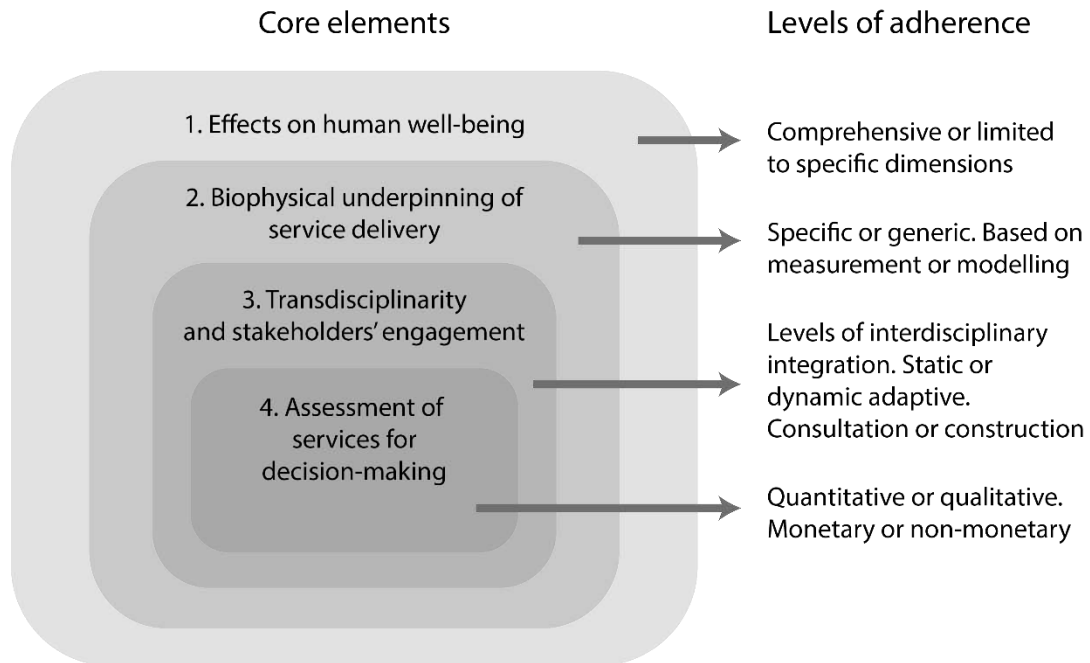 Core elements
Levels of adherence
1. Effects on human well-being
Comprehensive or limited
to specific dimensions
2. Biophysical underpinning of
service delivery
Specific or generic. Based on
measurement or modelling
3. Transdisciplinarity
and stakeholders’ engagement
Levels of interdisciplinary
integration. Static or
dynamic adaptive.
Consultation or construction
4. Assessment of
services for
decision-making
Quantitative or qualitative.
Monetary or non-monetary